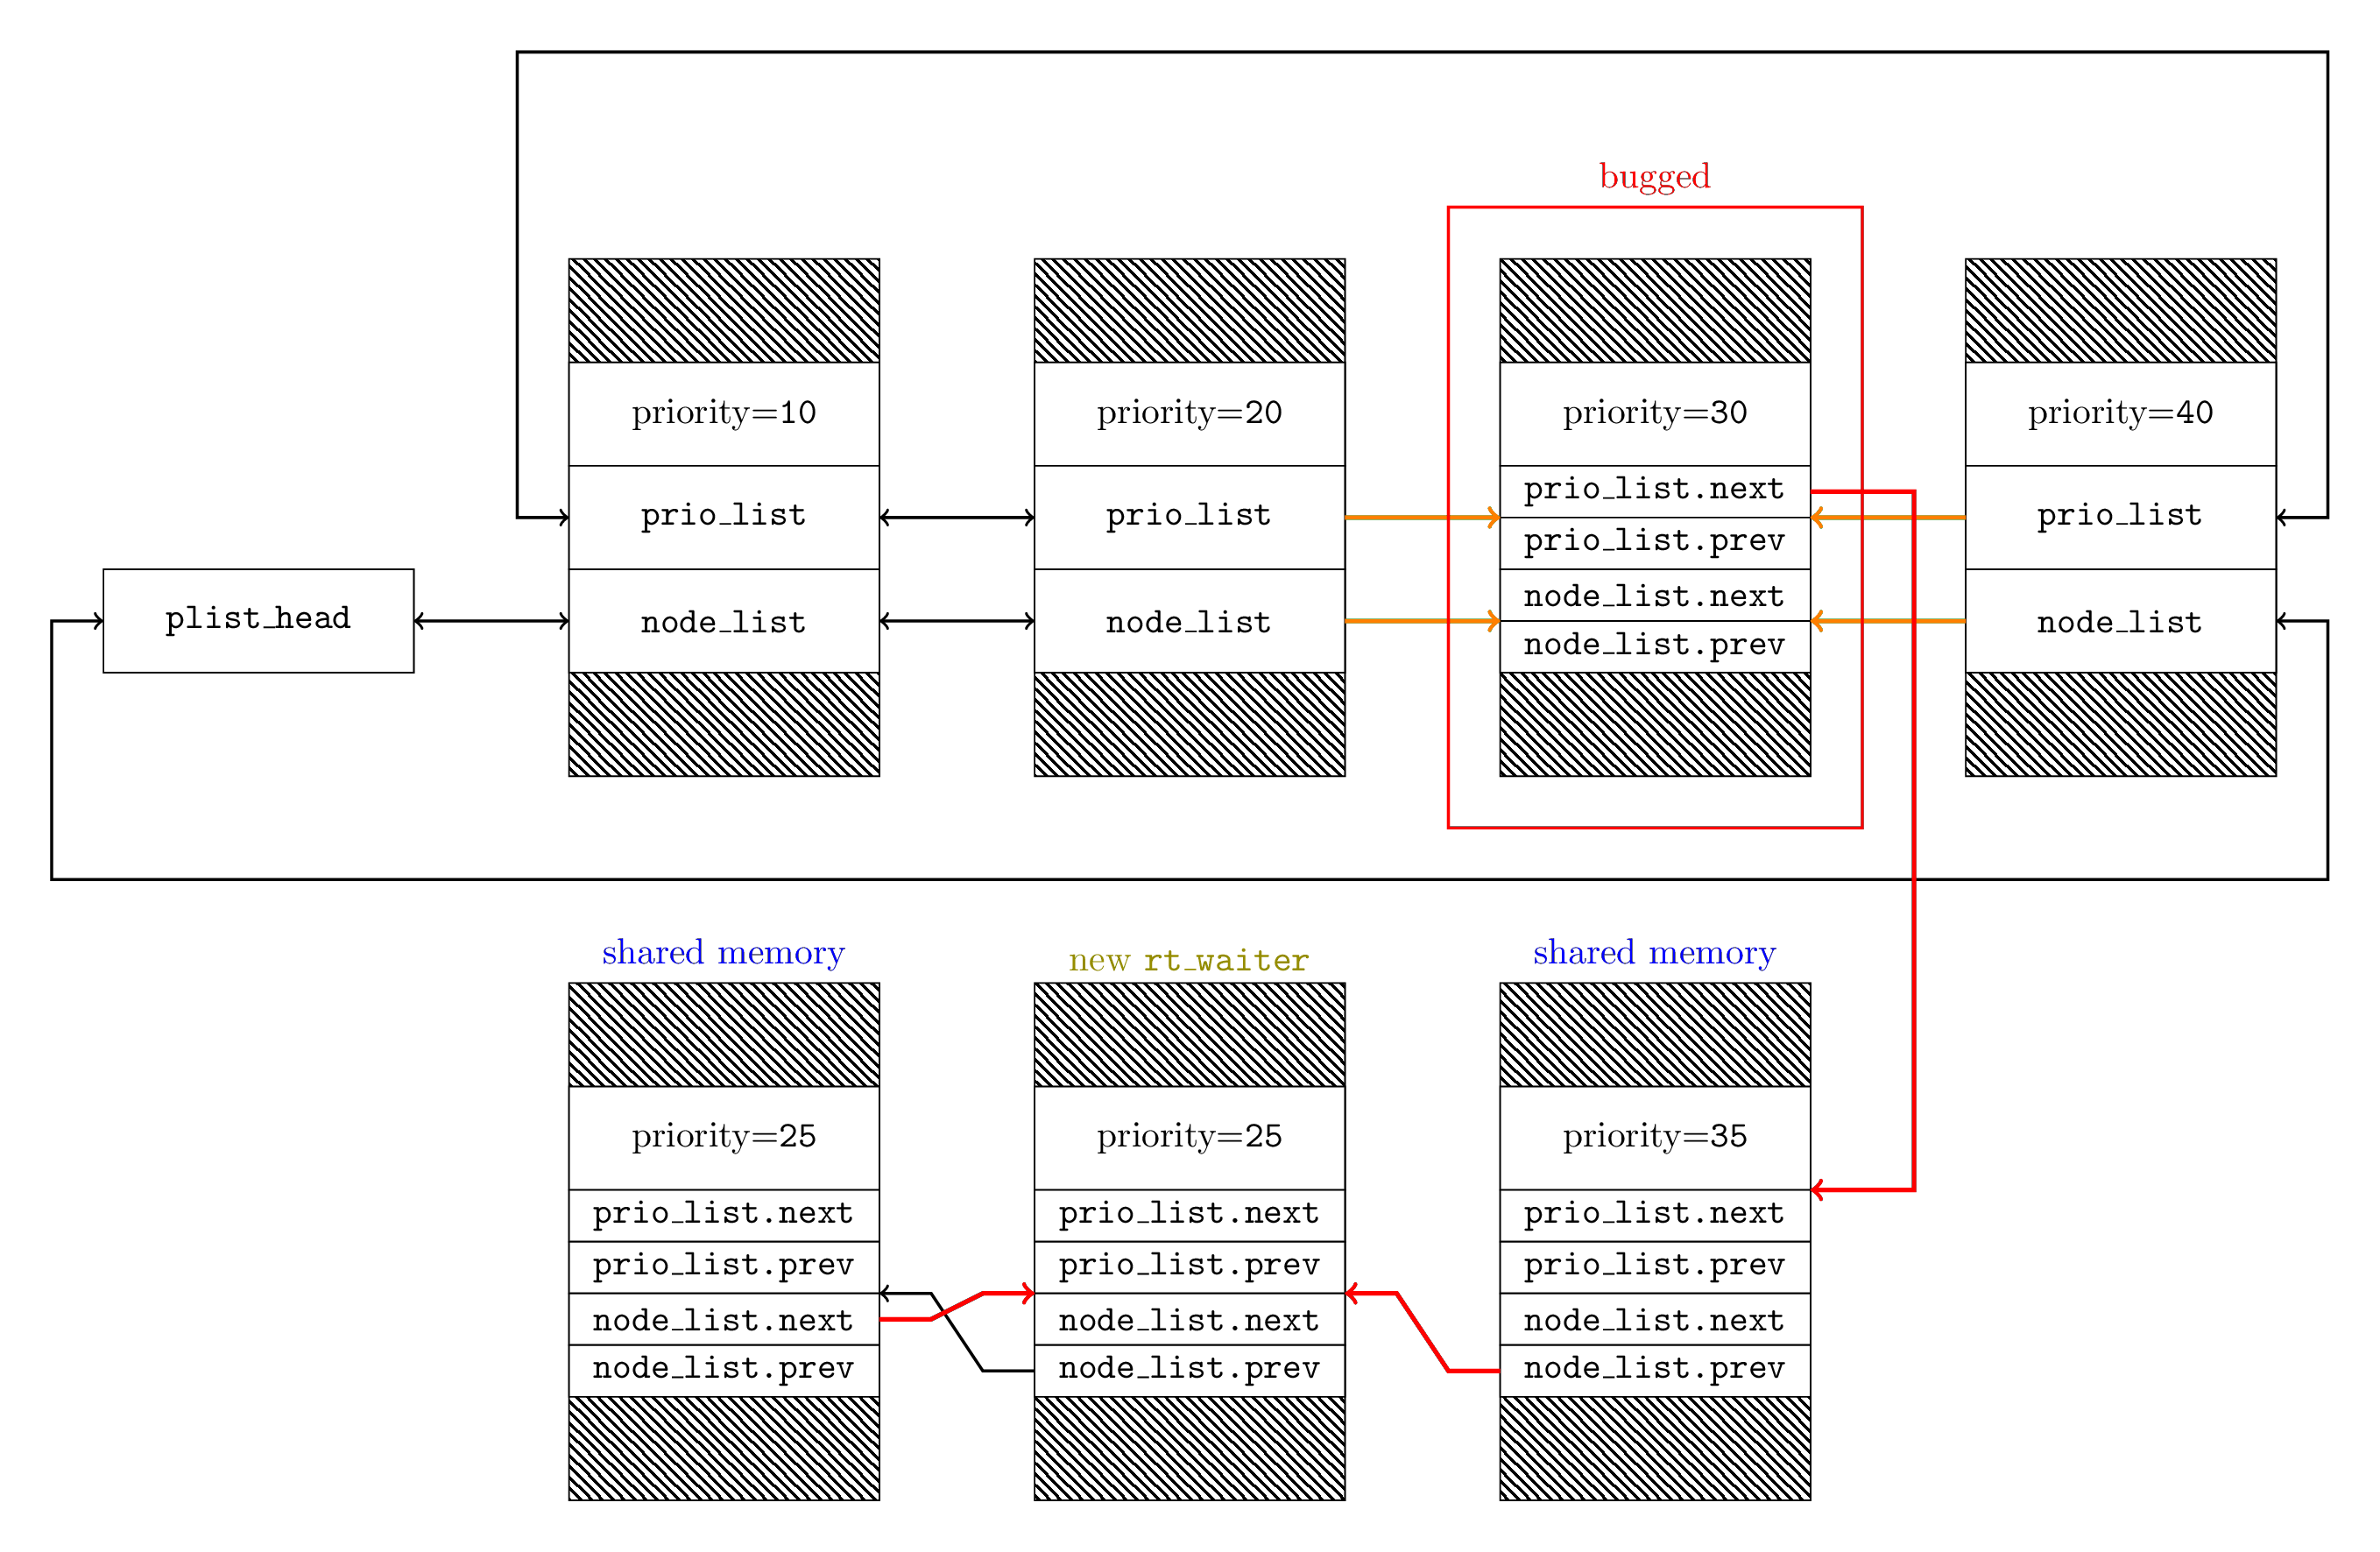 bugged
priority=10
priority=20
priority=30
priority=40
prio_list
prio_list
prio_list.next
prio_list.prev
prio_list
plist_head
node_list
node_list
node_list.next
node_list.prev
node_list
shared memory
new rt_waiter
shared memory
priority=25
priority=25
priority=35
prio_list.next
prio_list.next
prio_list.next
prio_list.prev
prio_list.prev
prio_list.prev
node_list.next
node_list.next
node_list.next
node_list.prev
node_list.prev
node_list.prev